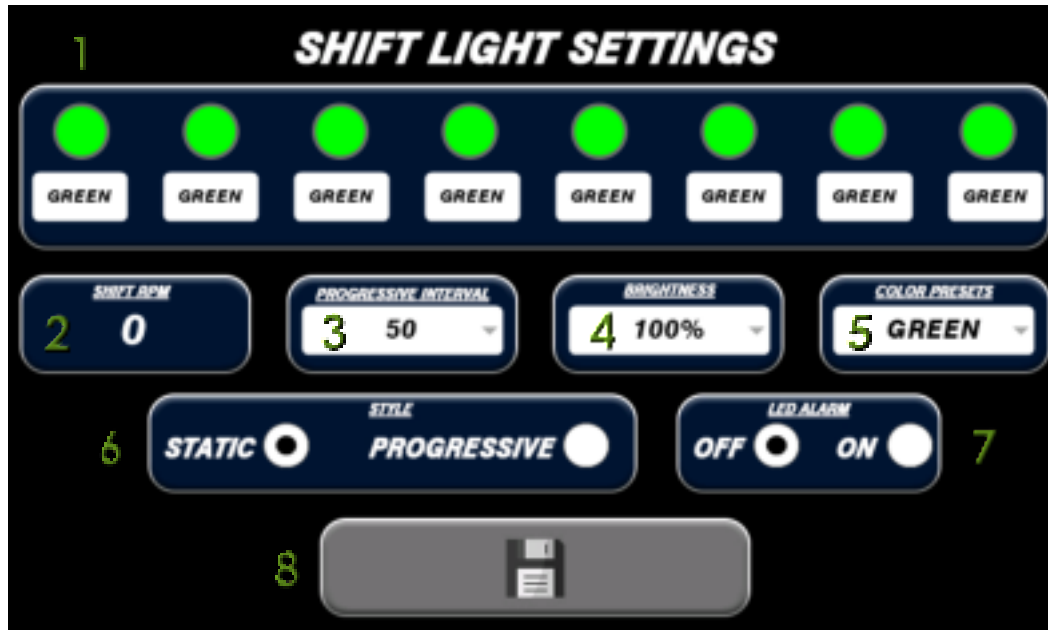 1
SHIFT LIGHT SETTINGS
GREEN GREEN GREEN GREEN GREEN GREEN GREEN GREEN
SHIFT RPM
2 0
PROGRESSIVE INTERVAL
3 50
BRIGHTNESS
4 100%
COLOR PRESETS
5 GREEN
6
STYLE
STATIC PROGRESSIVE
LED ALARM
OFF ON
7
8